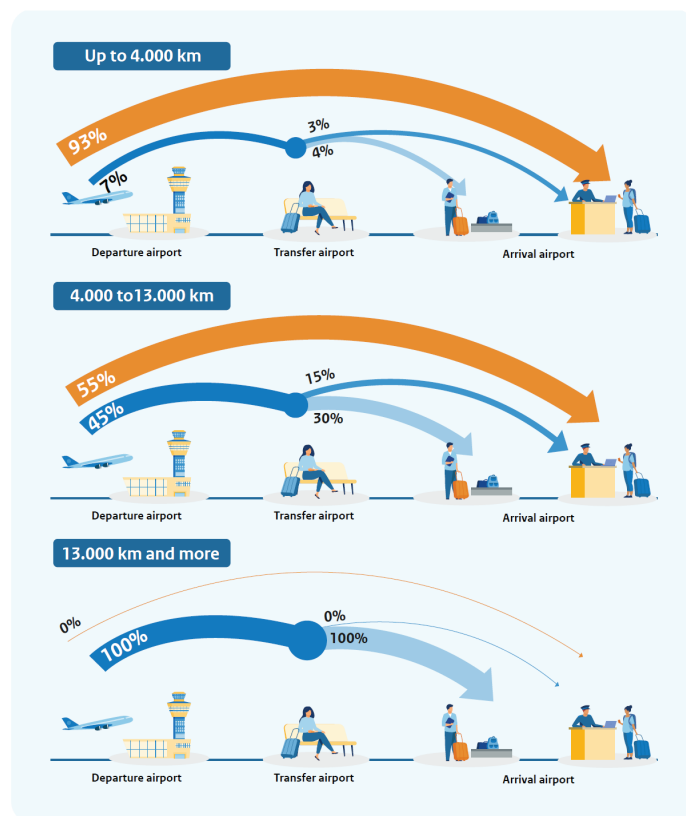 Up to 4.000 km
93%
7%
3%
4%
Departure airport
Transfer airport
Arrival airport
4.000 to13.000 km
55%
45%
15%
30%
Departure airport
Transfer airport
Arrival airport
13.000 km and more
0%
100%
0%
100%
Departure airport
Transfer airport
Arrival airport